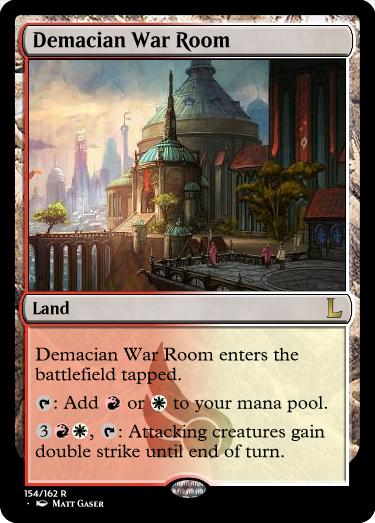 Demacian War Room
Land
L
Demacian War Room enters the
battlefield tapped.
: Add or to your mana pool.
3 , : Attacking creatures gain
double strike until end of turn.
154/162 R
· Matt Gaser